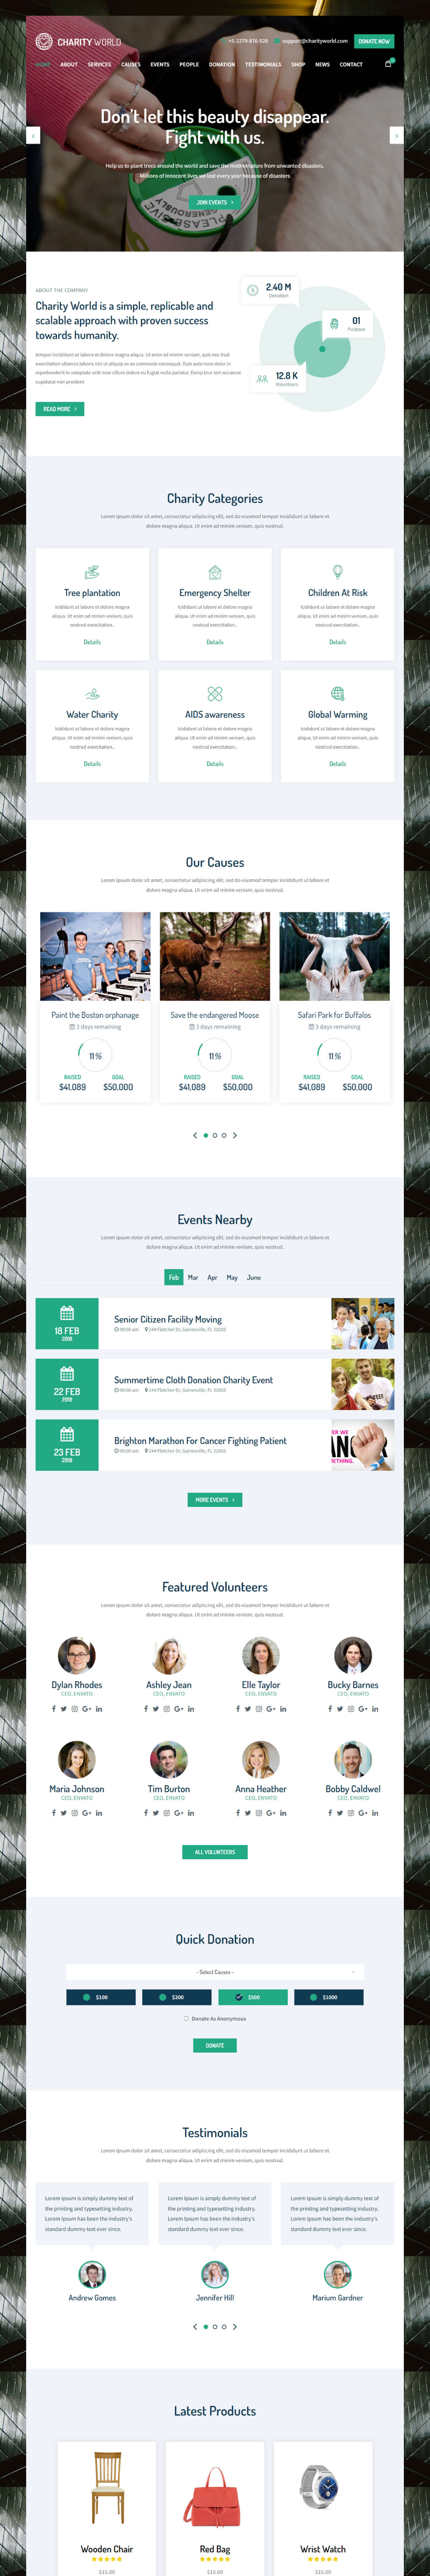 CHARITY WORLD
+1-2279-876-528
support@charityworld.com
DONATE NOW
HOME ABOUT SERVICES CAUSES EVENTS PEOPLE DONATION TESTIMONIALS SHOP NEWS CONTACT
Don't let this beauty disappear.
Fight with us.
Help us to plant trees around the world and save the
from unwanted disasters.
Millions of innocent lives we lost every year because of disasters
JOIN EVENTS
ABOUT THE COMPANY
Charity World is a simple, replicable and
scalable approach with proven success
towards humanity.
tempor incididunt ut labore et dolore magna aliqua. Ut enim ad minim veniam, quis nos trud
exercitation ullamco laboris nisi ut aliquip ex ea commodo consequat. Duis aute irure dolor in
reprehenderit in voluptate velit esse cillum dolore eu fugiat nulla pariatur. Excep teur sint occaecat
cupidatat non proident
READ MORE
2.40 M
Donation
01
Purpose
12.8 K
Volunteers
Charity Categories
Lorem ipsum dolor sit amet, consectetur adipiscing elit, sed do eiusmod tempor incididunt ut labore et
dolore magna aliqua. Ut enim ad minim veniam, quis nostrud.
Tree plantation
Icididunt ut labore et dolore magna
aliqua. Ut enim ad minim veniam, quis
nostrud exercitation..
Details
Emergency Shelter
Icididunt ut labore et dolore magna
aliqua. Ut enim ad minim veniam, quis
nostrud exercitation..
Details
Children At Risk
Icididunt ut labore et dolore magna
aliqua. Ut enim ad minim veniam, quis
nostrud exercitation..
Details
Water Charity
Icididunt ut labore et dolore magna
aliqua. Ut enim ad minim veniam, quis
nostrud exercitation..
Details
AIDS awareness
Icididunt ut labore et dolore magna
aliqua. Ut enim ad minim veniam, quis
nostrud exercitation..
Details
Global Warming
Icididunt ut labore et dolore magna
aliqua. Ut enim ad minim veniam, quis
nostrud exercitation..
Details
Our Causes
Lorem ipsum dolor sit amet, consectetur adipiscing elit, sed do eiusmod tempor incididunt ut labore et
dolore magna aliqua. Ut enim ad minim veniam, quis nostrud.
Paint the Boston orphanage
3 days remaining
11%
RAISED GOAL
$41,089 $50,000
Save the endangered Moose
3 days remaining
11%
RAISED GOAL
$41,089 $50,000
Safari Park for Buffalos
3 days remaining
11%
RAISED GOAL
$41,089 $50,000
Events Nearby
Lorem ipsum dolor sit amet, consectetur adipiscing elit, sed do eiusmod tempor incididunt ut labore et
dolore magna aliqua. Ut enim ad minim veniam, quis nostrud.
Feb Mar Apr May June
18 FEB
2018
Senior Citizen Facility Moving
09:00 am 244 Fletcher Dr, Gainesville, FL 32603
22 FEB
2018
Summertime Cloth Donation Charity Event
09:00 am 244 Fletcher Dr, Gainesville, FL 32603
23 FEB
2018
Brighton Marathon For Cancer Fighting Patient
09:00 am 244 Fletcher Dr, Gainesville, FL 32603
MORE EVENTS
Featured Volunteers
Lorem ipsum dolor sit amet, consectetur adipiscing elit, sed do eiusmod tempor incididunt ut labore et
dolore magna aliqua. Ut enim ad minim veniam, quis nostrud.
Dylan Rhodes
CEO, ENVATO
Ashley Jean
CEO, ENVATO
Elle Taylor
CEO, ENVATO
Bucky Barnes
CEO, ENVATO
Maria Johnson
CEO, ENVATO
Tim Burton
CEO, ENVATO
Anna Heather
CEO, ENVATO
Bobby Caldwel
CEO, ENVATO
ALL VOLUNTEERS
Quick Donation
- Select Causes -
$100 $200 $500 $1000
Donate As Anonymous
DONATE
Testimonials
Lorem ipsum dolor sit amet, consectetur adipiscing elit, sed do eiusmod tempor incididunt ut labore et
dolore magna aliqua. Ut enim ad minim veniam, quis nostrud.
Lorem Ipsum is simply dummy text of
the printing and typesetting industry.
Lorem Ipsum has been the industry's
standard dummy text ever since.
Andrew Gomes
Lorem Ipsum is simply dummy text of
the printing and typesetting industry.
Lorem Ipsum has been the industry's
standard dummy text ever since.
Jennifer Hill
Lorem Ipsum is simply dummy text of
the printing and typesetting industry.
Lorem Ipsum has been the industry's
standard dummy text ever since.
Marium Gardner
Latest Products
Wooden Chair
$15.00
Red Bag
$15.00
Wrist Watch
$15.00